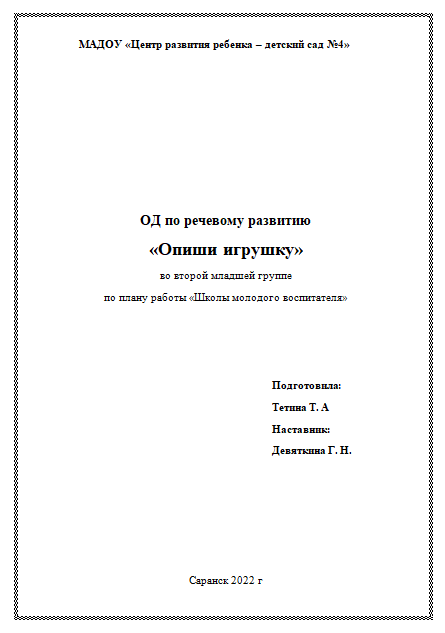 МАДОУ «Центр развития ребенка – детский сад №4»
ОД по речевому развитию
«Опиши игрушку»
во второй младшей группе
по плану работы «Школы молодого воспитателя»
Подготовила:
Тетина Т. А
Наставник:
Девяткина Г. Н.
Саранск 2022 г